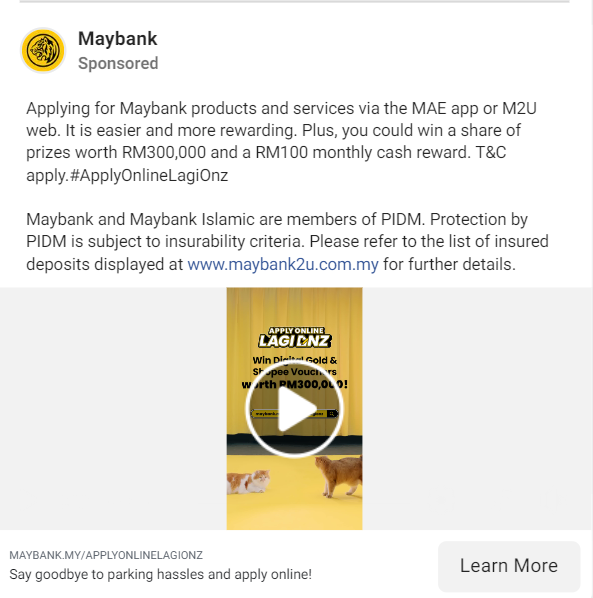 Maybank
Sponsored
Applying for Maybank products and services via the MAE app or M2U
web. It is easier and more rewarding. Plus, you could win a share of
prizes worth RM300,000 and a RM100 monthly cash reward. T&C
apply.#ApplyOnlineLagiOnz
Maybank and Maybank Islamic are members of PIDM. Protection by
PIDM is subject to insurability criteria. Please refer to the list of insured
deposits displayed at www.maybank2u.com.my for further details.
APPLY ONLINE
LAGI ONZ
Win Digital Gold &
Shopee Vouchers
worth RM300,000!
MAYBANK.MY/APPLYONLINELAGIONZ
Say goodbye to parking hassles and apply online!
Learn More